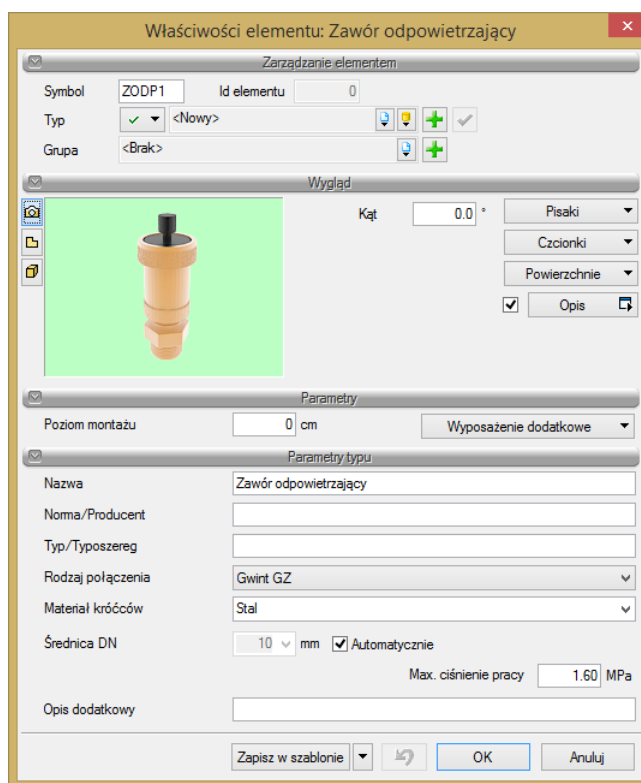 Właściwości elementu: Zawór odpowietrzający
Zarządzanie elementem
Symbol ZODP1 Id elementu 0
Typ <Nowy>
Grupa <Brak>
Wygląd
Kąt 0.0 ° Pisaki
Czcionki
Powierzchnie
Opis
Parametry
Poziom montażu 0 cm Wyposażenie dodatkowe
Parametry typu
Nazwa Zawór odpowietrzający
Norma/Producent
Typ/Typoszereg
Rodzaj połączenia Gwint GZ
Materiał króćców Stal
Średnica DN 10 mm Automatycznie
Max. ciśnienie pracy 1.60 MPa
Opis dodatkowy
Zapisz w szablonie OK Anuluj